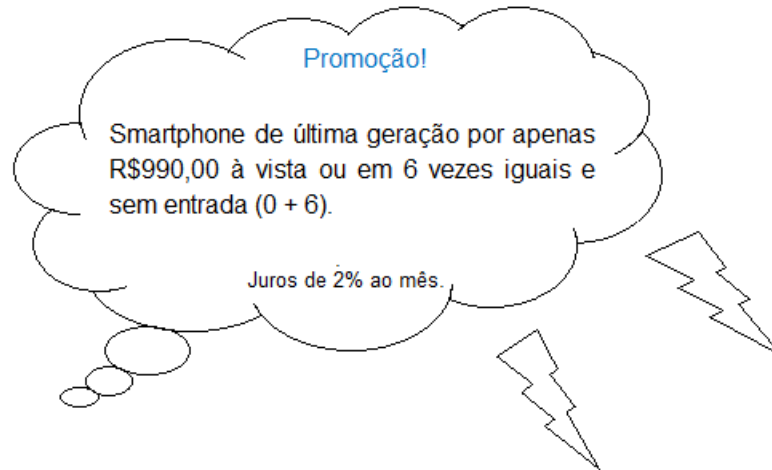 Promoção!
Smartphone de última geração por apenas
R$990,00 à vista ou em 6 vezes iguais e
sem entrada (0 + 6).
Juros de 2% ao mês.